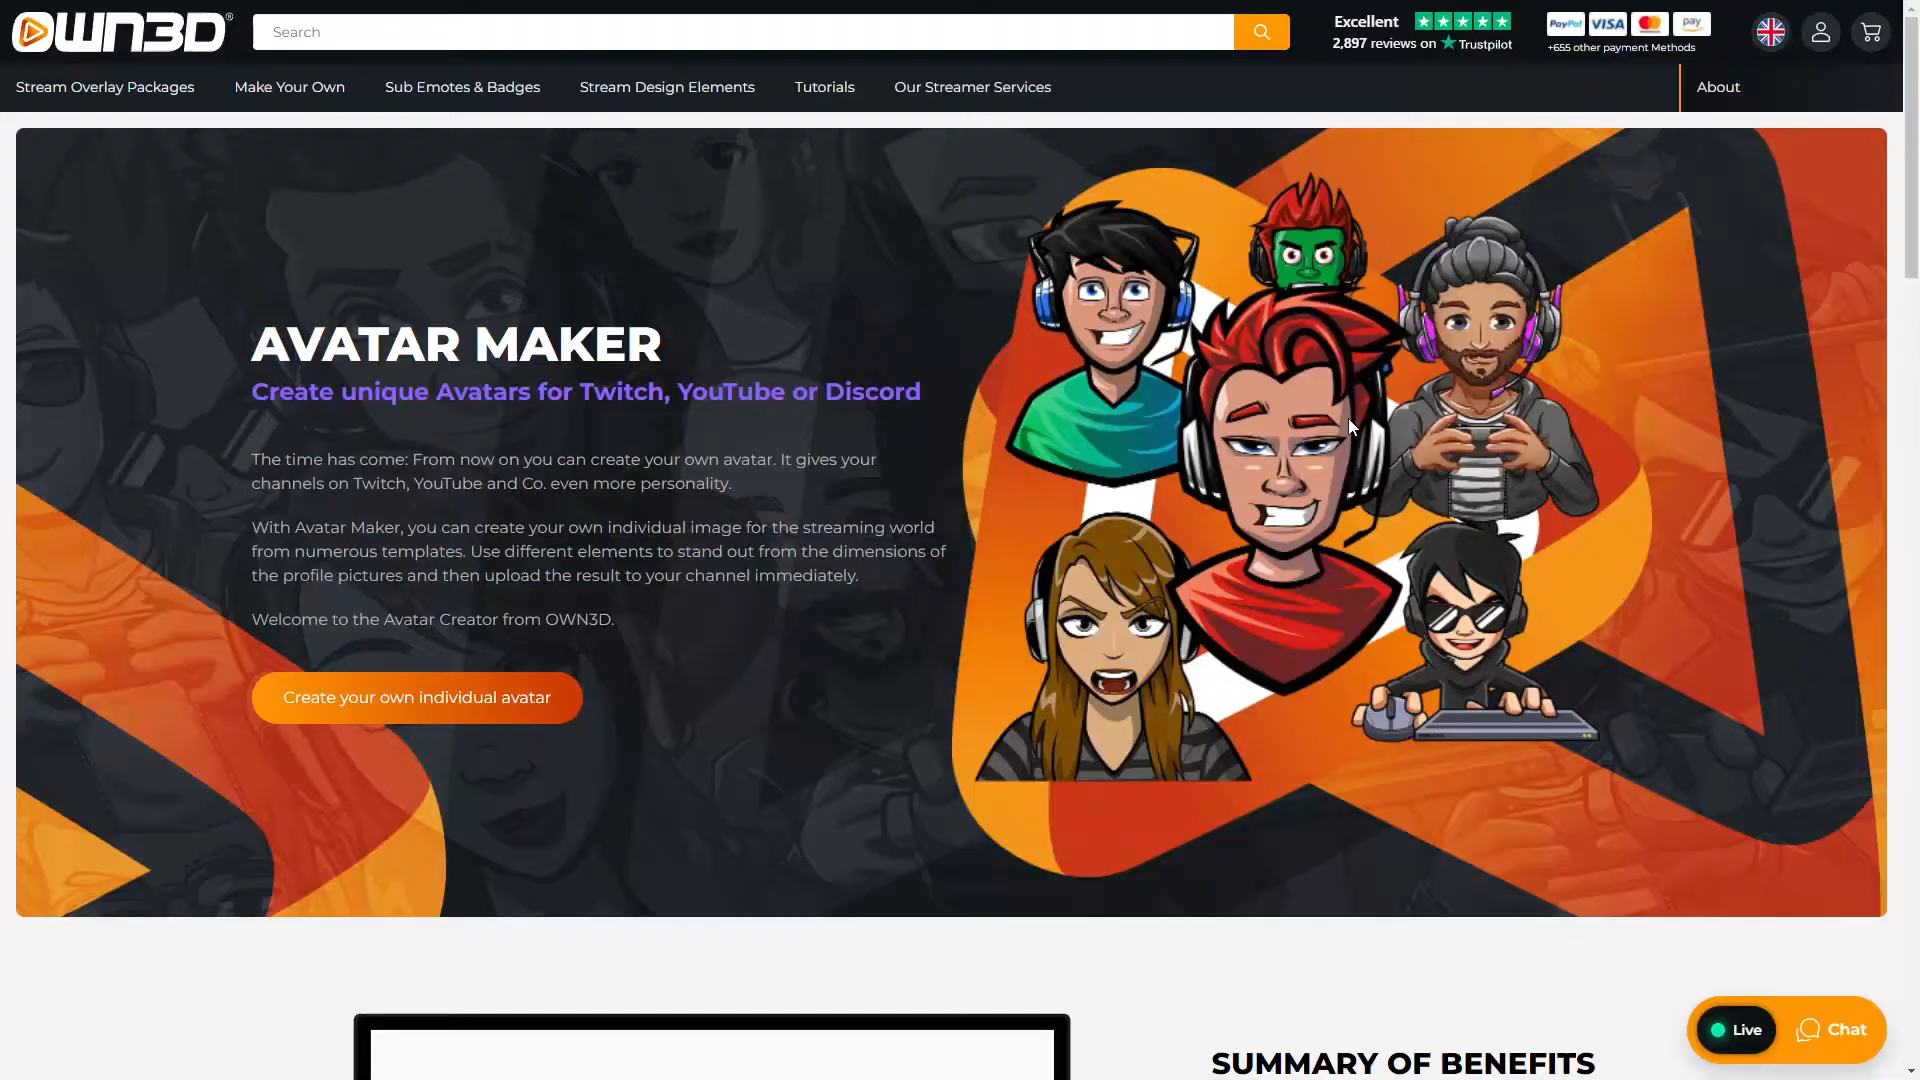 OWN3D®
Search
Excellent
2,897 reviews on Trustpilot
PayPal VISA mastercard amazon pay
+655 other payment Methods
Stream Overlay Packages
Make Your Own
Sub Emotes & Badges
Stream Design Elements
Tutorials
Our Streamer Services
About
AVATAR MAKER
Create unique Avatars for Twitch, YouTube or Discord
The time has come: From now on you can create your own avatar. It gives your
channels on Twitch, YouTube and Co. even more personality.
With Avatar Maker, you can create your own individual image for the streaming world
from numerous templates. Use different elements to stand out from the dimensions of
the profile pictures and then upload the result to your channel immediately.
Welcome to the Avatar Creator from OWN3D.
Create your own individual avatar
SUMMARY OF BENEFITS
Live
Chat